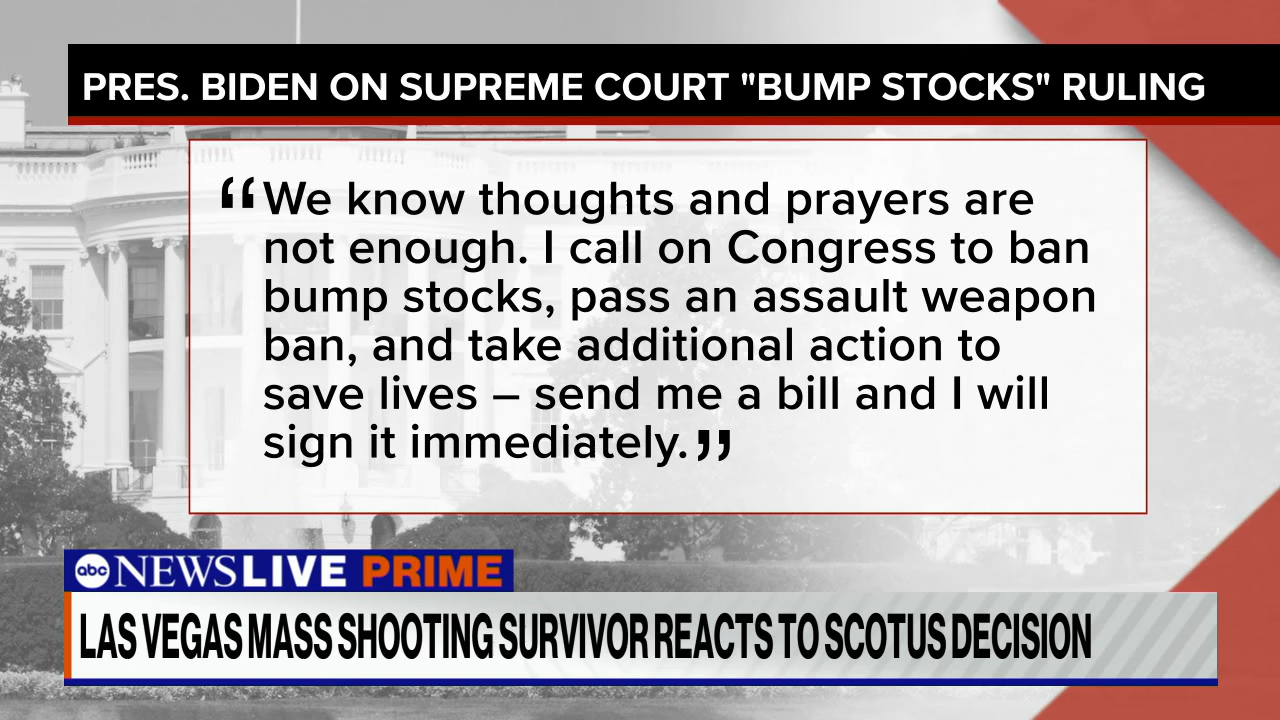 PRES. BIDEN ON SUPREME COURT "BUMP STOCKS" RULING
“We know thoughts and prayers are
not enough. I call on Congress to ban
bump stocks, pass an assault weapon
ban, and take additional action to
save lives – send me a bill and I will
sign it immediately.”
abc NEWS LIVE PRIME
LAS VEGAS MASS SHOOTING SURVIVOR REACTS TO SCOTUS DECISION